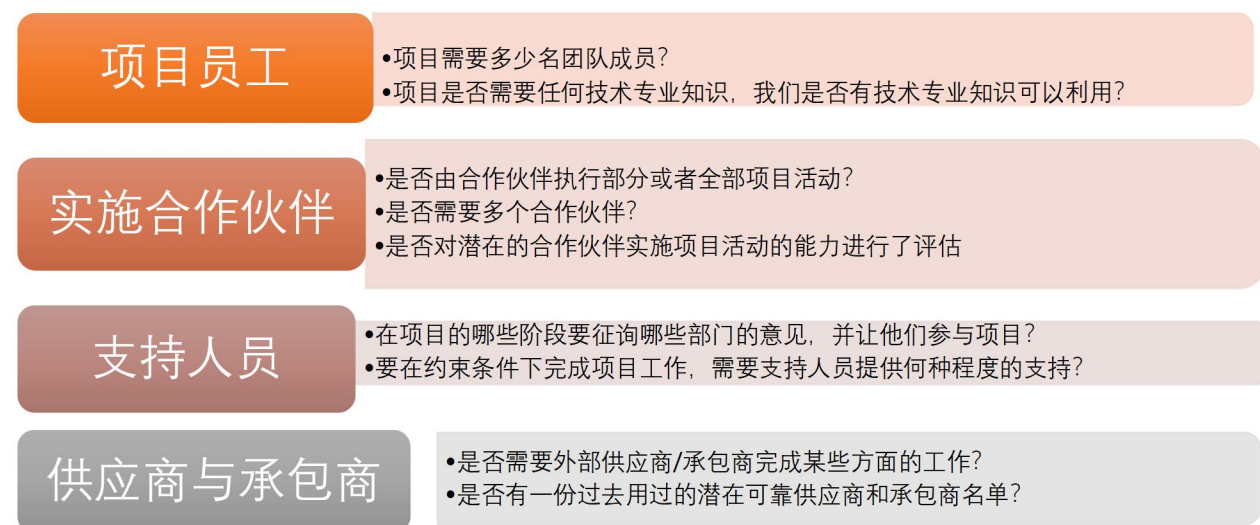 项目员工
•项目需要多少名团队成员？
•项目是否需要任何技术专业知识，我们是否有技术专业知识可以利用？
实施合作伙伴
•是否由合作伙伴执行部分或者全部项目活动？
•是否需要多个合作伙伴？
•是否对潜在的合作伙伴实施项目活动的能力进行了评估
支持人员
•在项目的哪些阶段要征询哪些部门的意见，并让他们参与项目？
•要在约束条件下完成项目工作，需要支持人员提供何种程度的支持？
供应商与承包商
•是否需要外部供应商/承包商完成某些方面的工作？
•是否有一份过去用过的潜在可靠供应商和承包商名单？